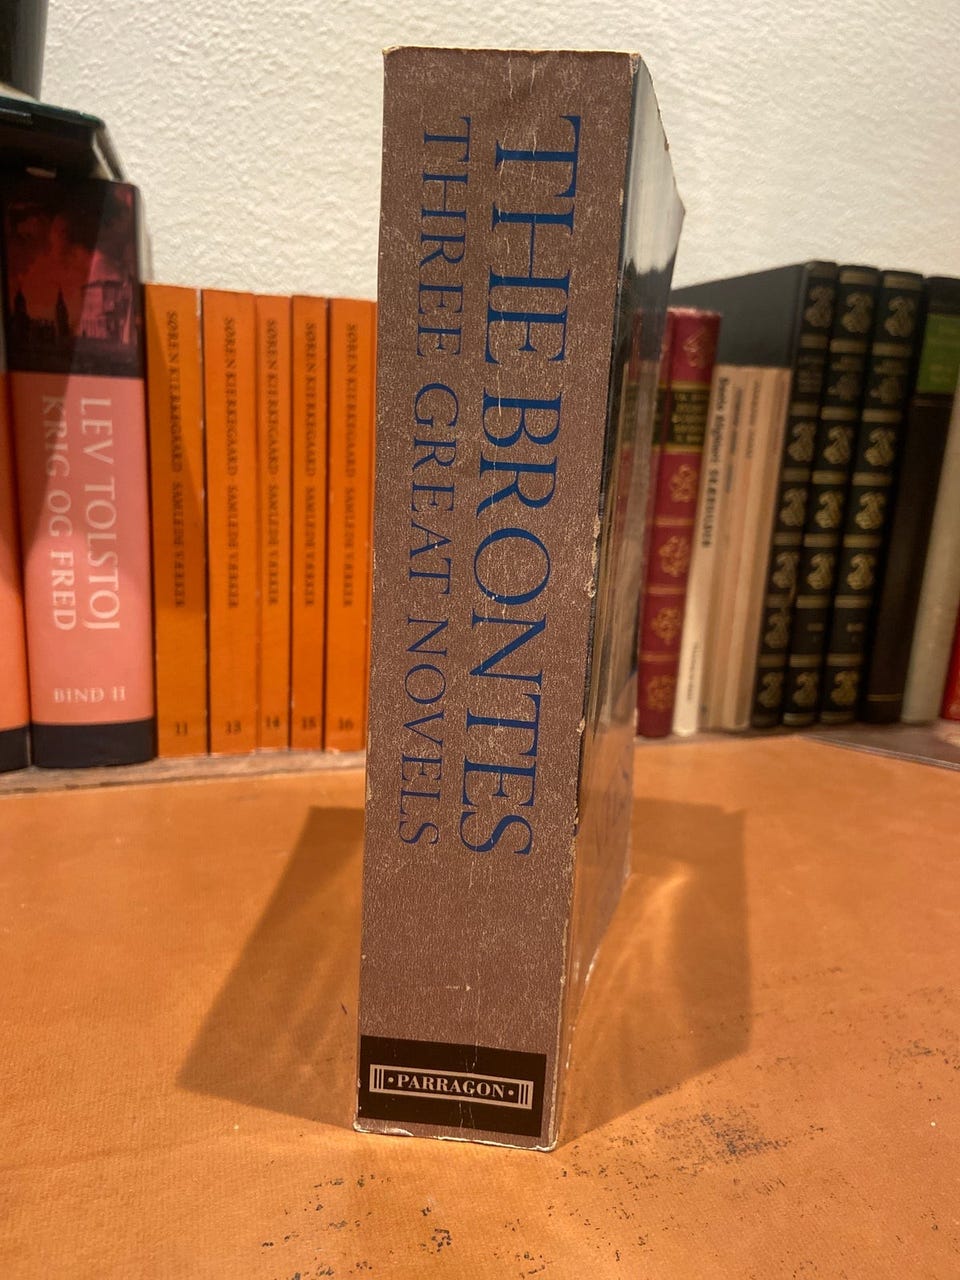 THE BRONTES
THREE GREAT NOVELS
PARRAGON
LEV TOLSTOJ
KRIG OG FRED
BIND II
SØREN KIERKEGAARD SAMLEDE VÆRKER
11
SØREN KIERKEGAARD SAMLEDE VÆRKER
13
SØREN KIERKEGAARD SAMLEDE VÆRKER
14
SØREN KIERKEGAARD SAMLEDE VÆRKER
15
SØREN KIERKEGAARD SAMLEDE VÆRKER
16